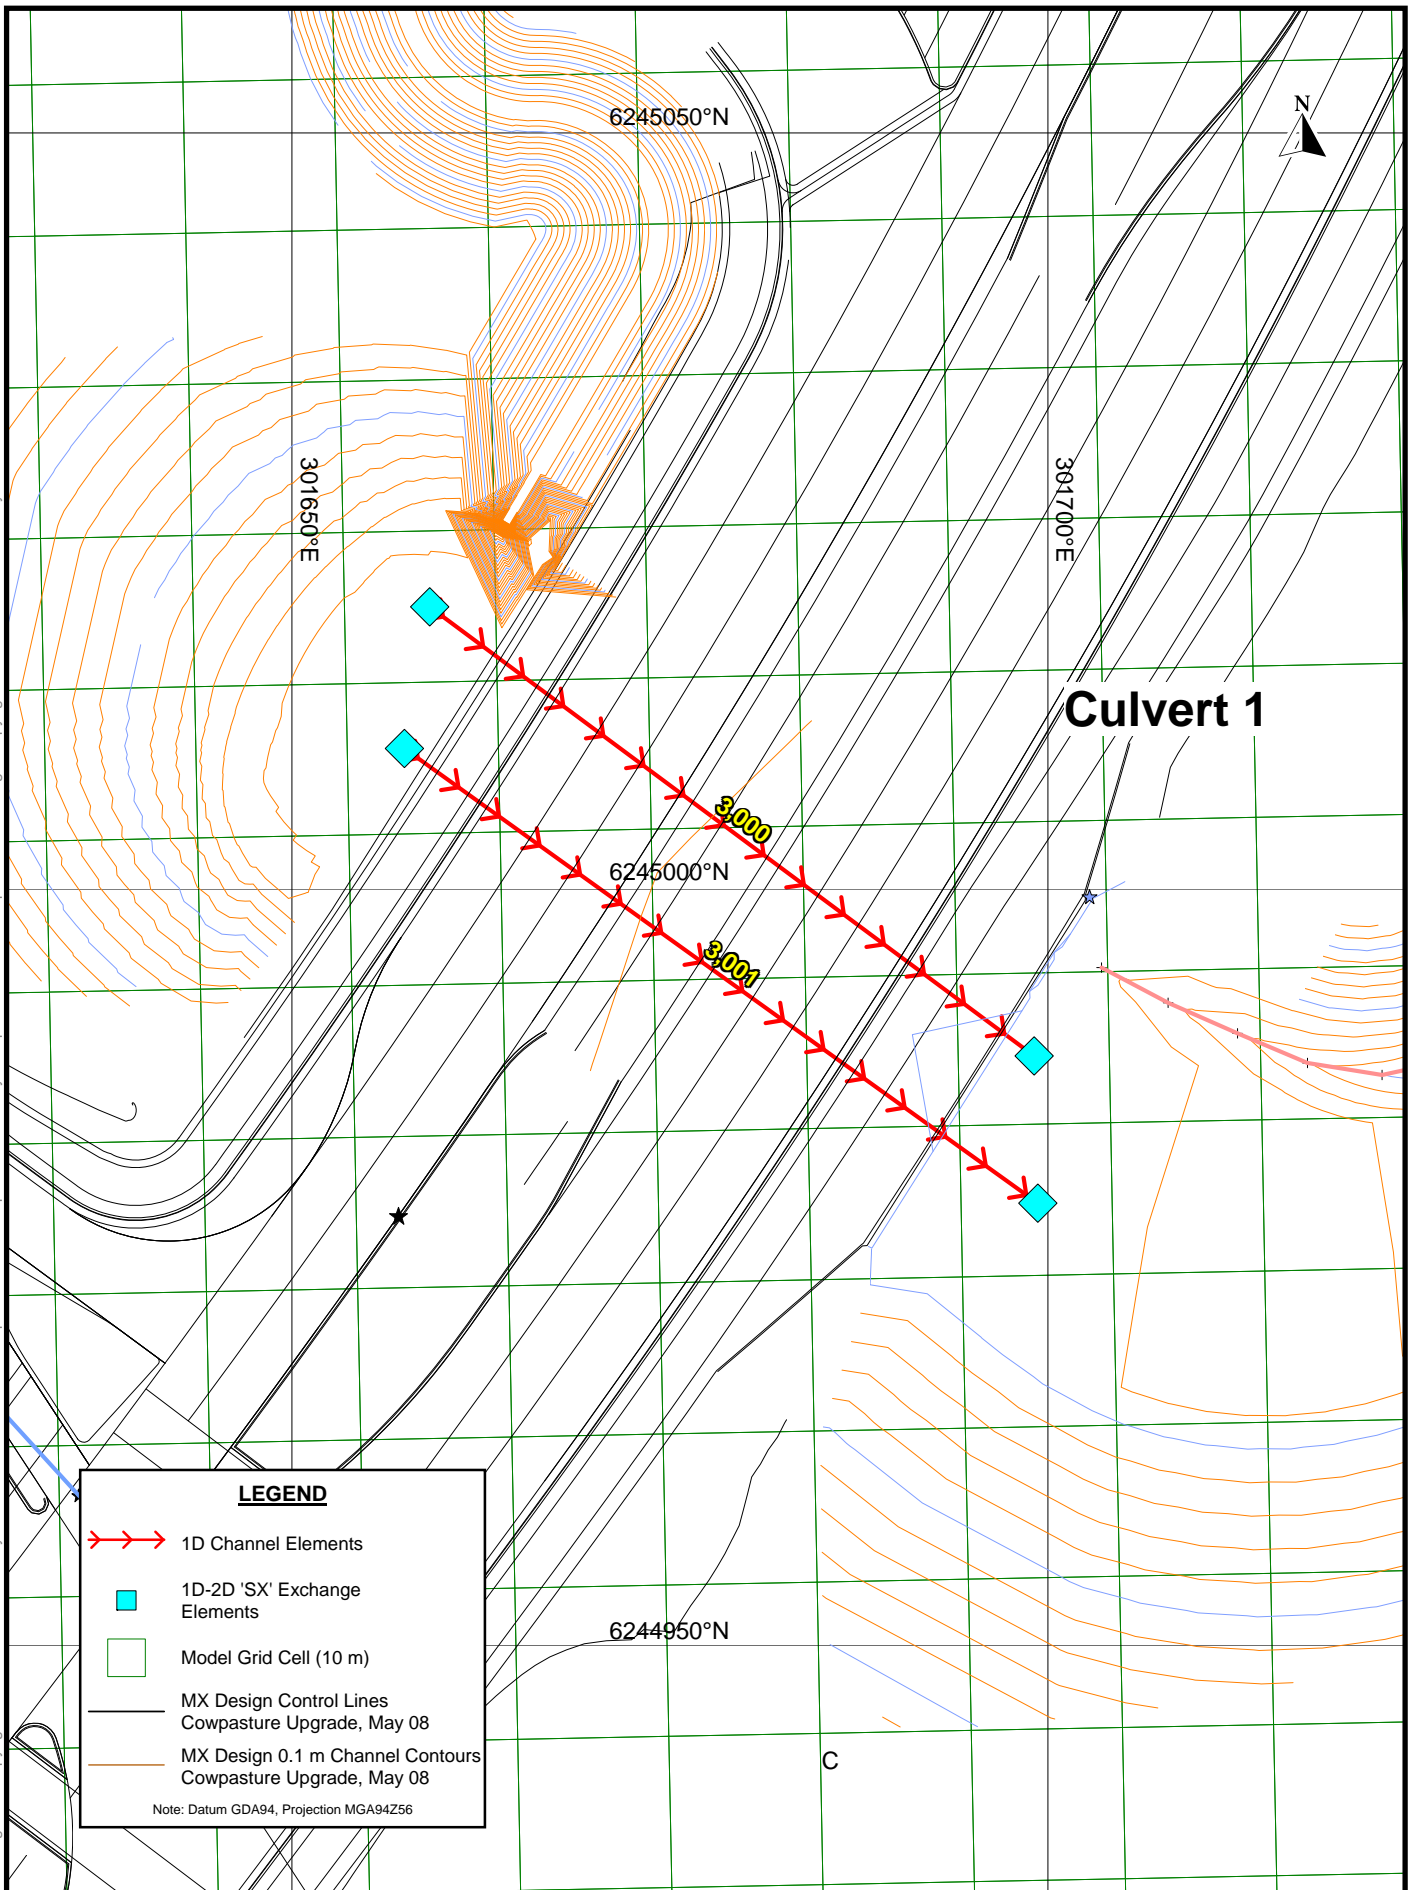 6245050°N
N
301650°E
301700°E
Culvert 1
3,000
6245000°N
3,001
LEGEND
1D Channel Elements
1D-2D 'SX' Exchange
Elements
Model Grid Cell (10 m)
6244950°N
MX Design Control Lines
Cowpasture Upgrade, May 08
MX Design 0.1 m Channel Contours
Cowpasture Upgrade, May 08
C
Note: Datum GDA94, Projection MGA94Z56